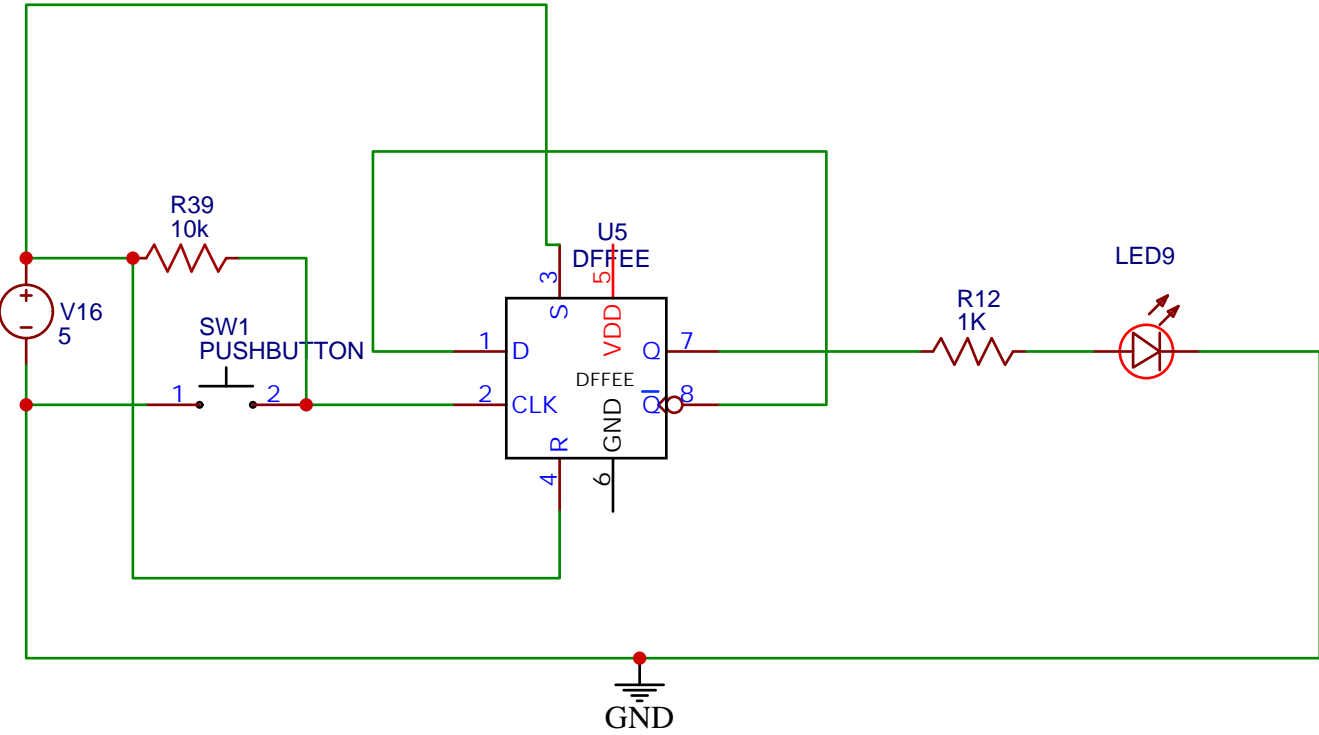 R39
10k
U5
DFFEE
3
5
S
VDD
LED9
R12
1K
V16
5
SW1
PUSHBUTTON
1
2
1
D
Q
7
DFFEE
2
CLK
Q
8
R
GND
4
6
GND